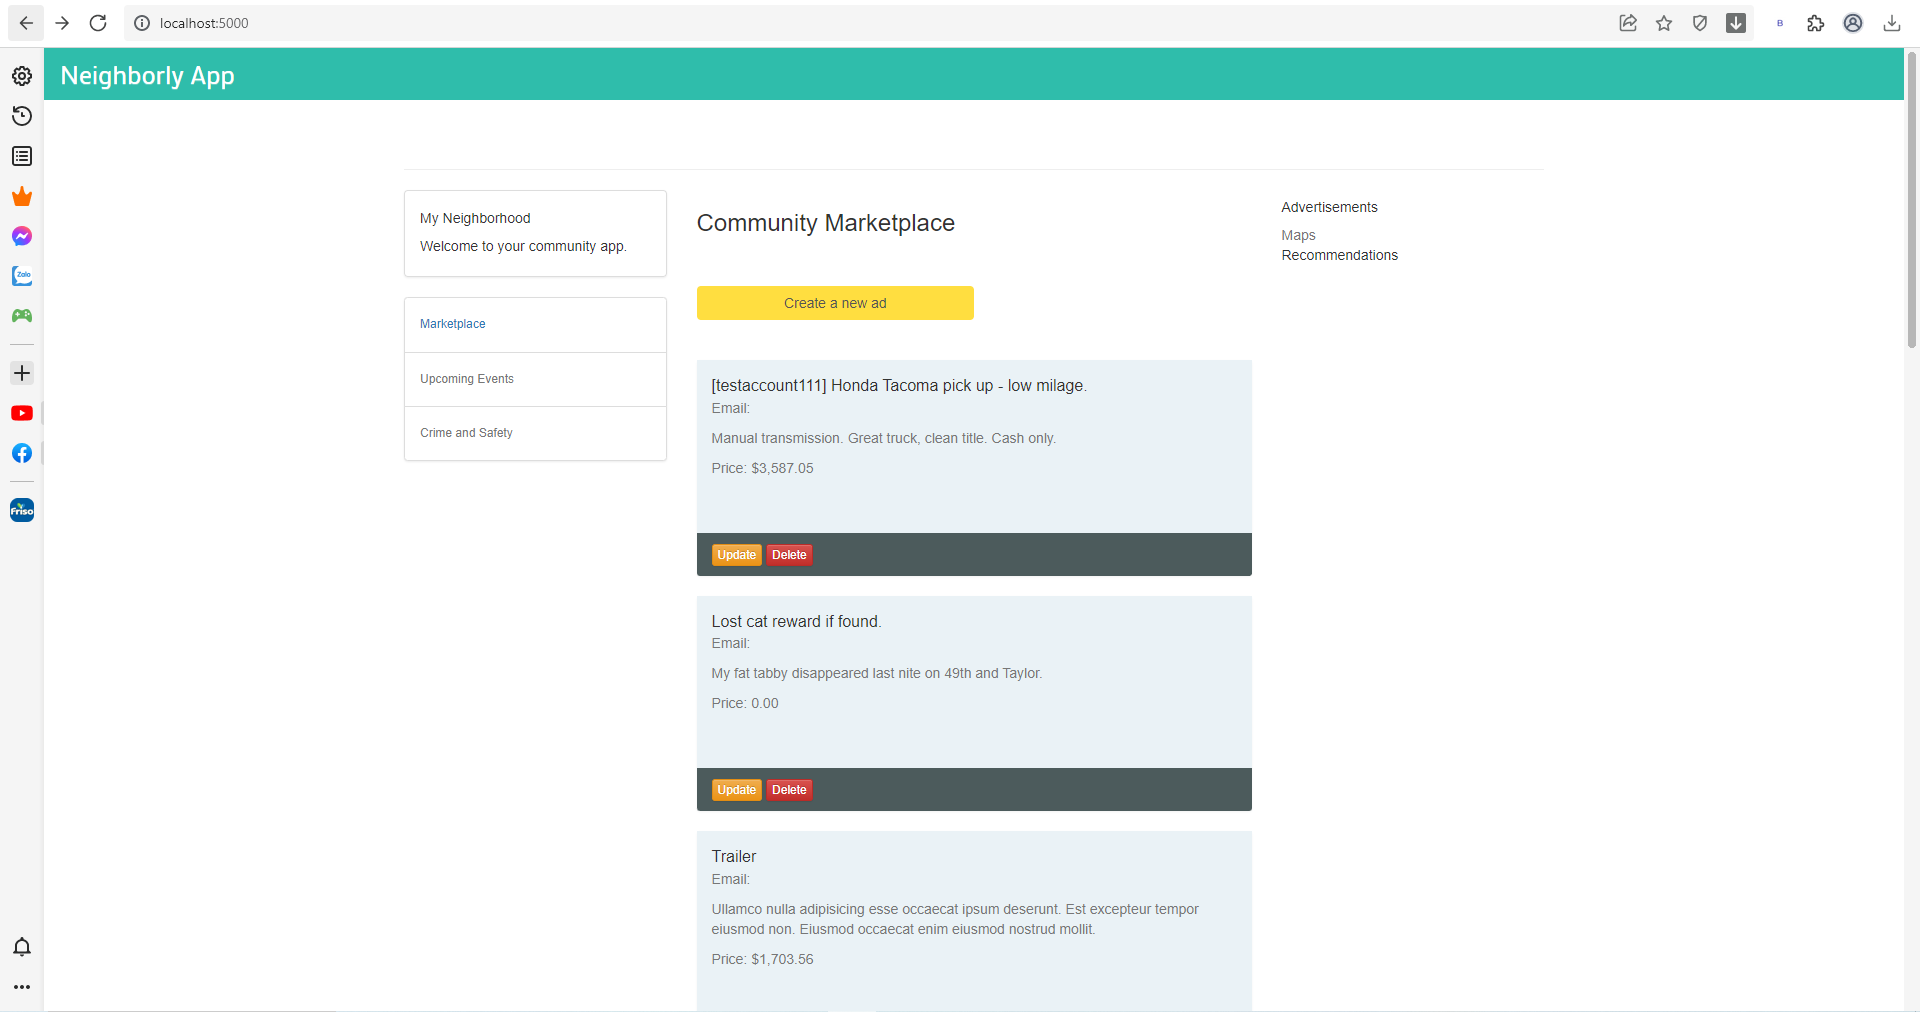 localhost:5000
B
Neighborly App
Zalo
Friso
My Neighborhood
Welcome to your community app.
Marketplace
Upcoming Events
Crime and Safety
Community Marketplace
Create a new ad
[testaccount111] Honda Tacoma pick up - low milage.
Email:
Manual transmission. Great truck, clean title. Cash only.
Price: $3,587.05
Update Delete
Lost cat reward if found.
Email:
My fat tabby disappeared last nite on 49th and Taylor.
Price: 0.00
Update Delete
Trailer
Email:
Ullamco nulla adipisicing esse occaecat ipsum deserunt. Est excepteur tempor
eiusmod non. Eiusmod occaecat enim eiusmod nostrud mollit.
Price: $1,703.56
Advertisements
Maps
Recommendations